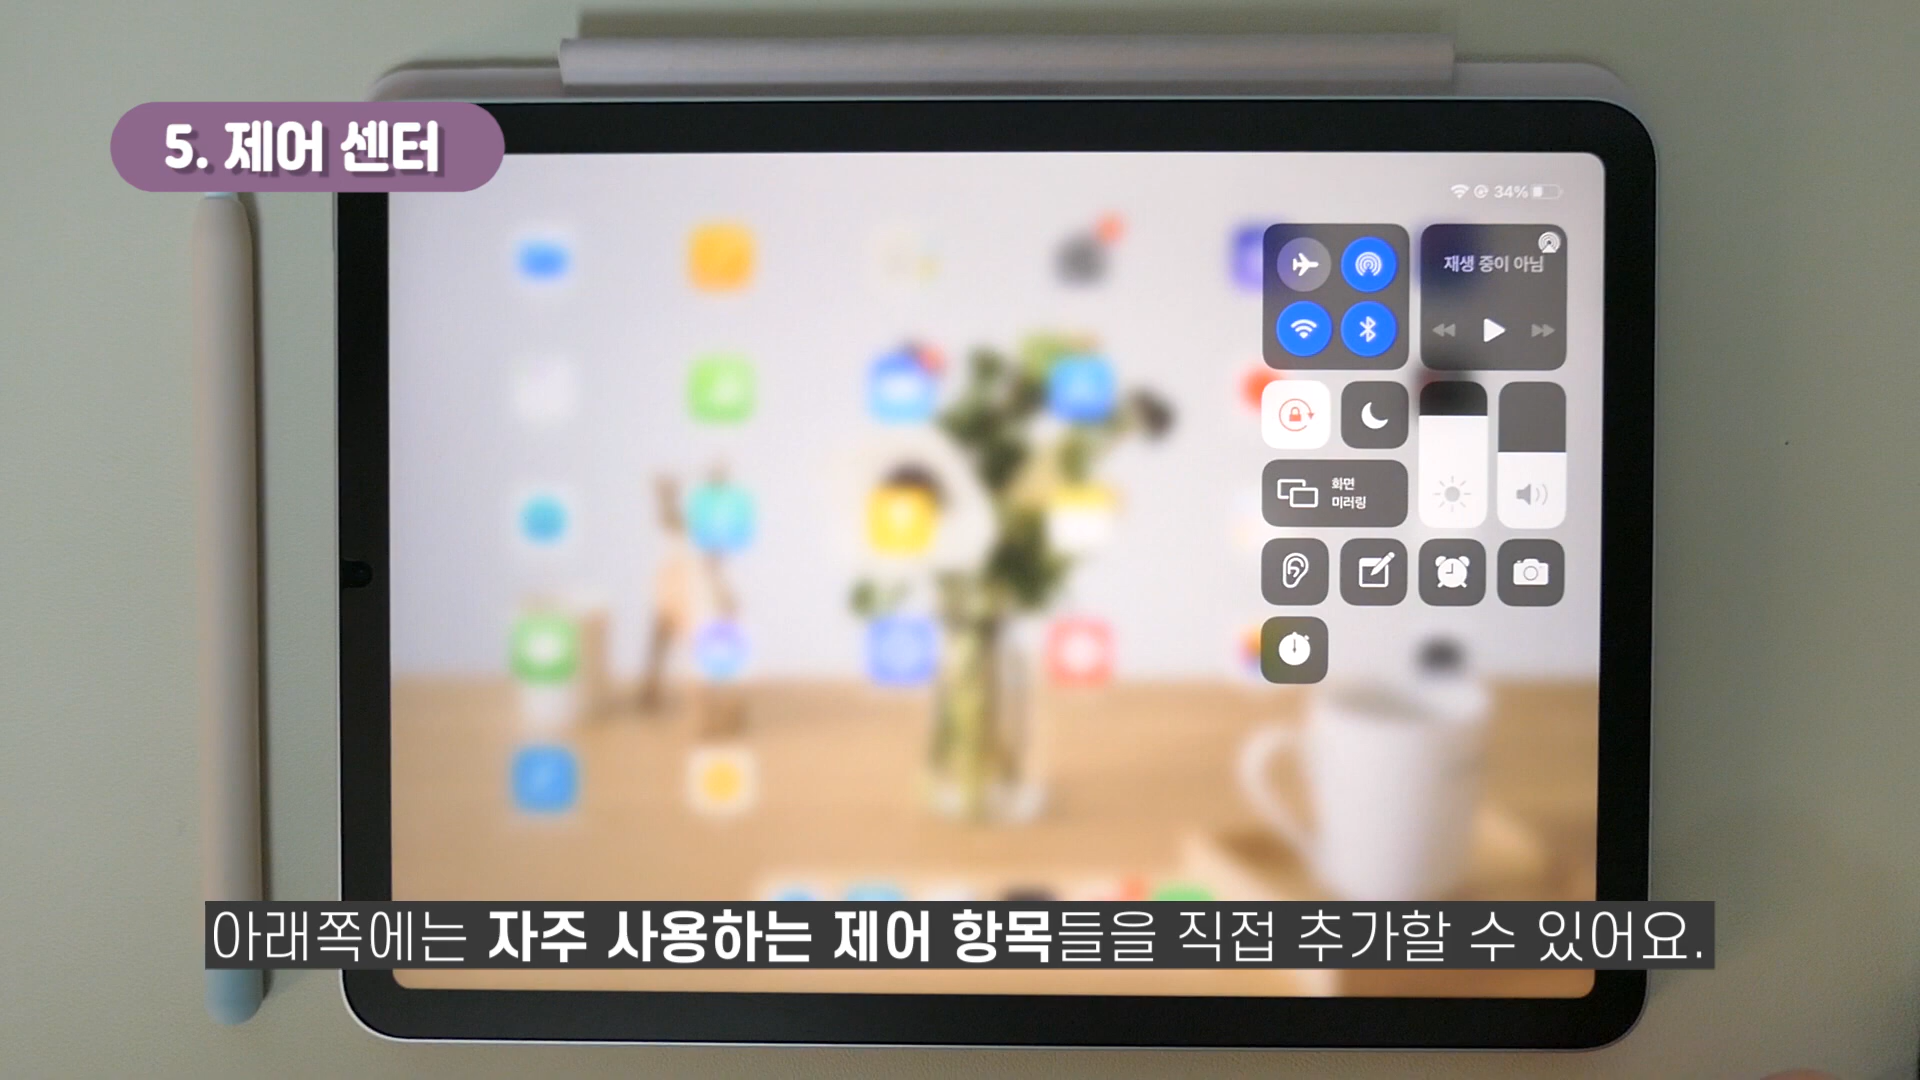 5. 제어 센터
34%
재생 중이 아님
화면
미러링
아래쪽에는 자주 사용하는 제어 항목들을 직접 추가할 수 있어요.